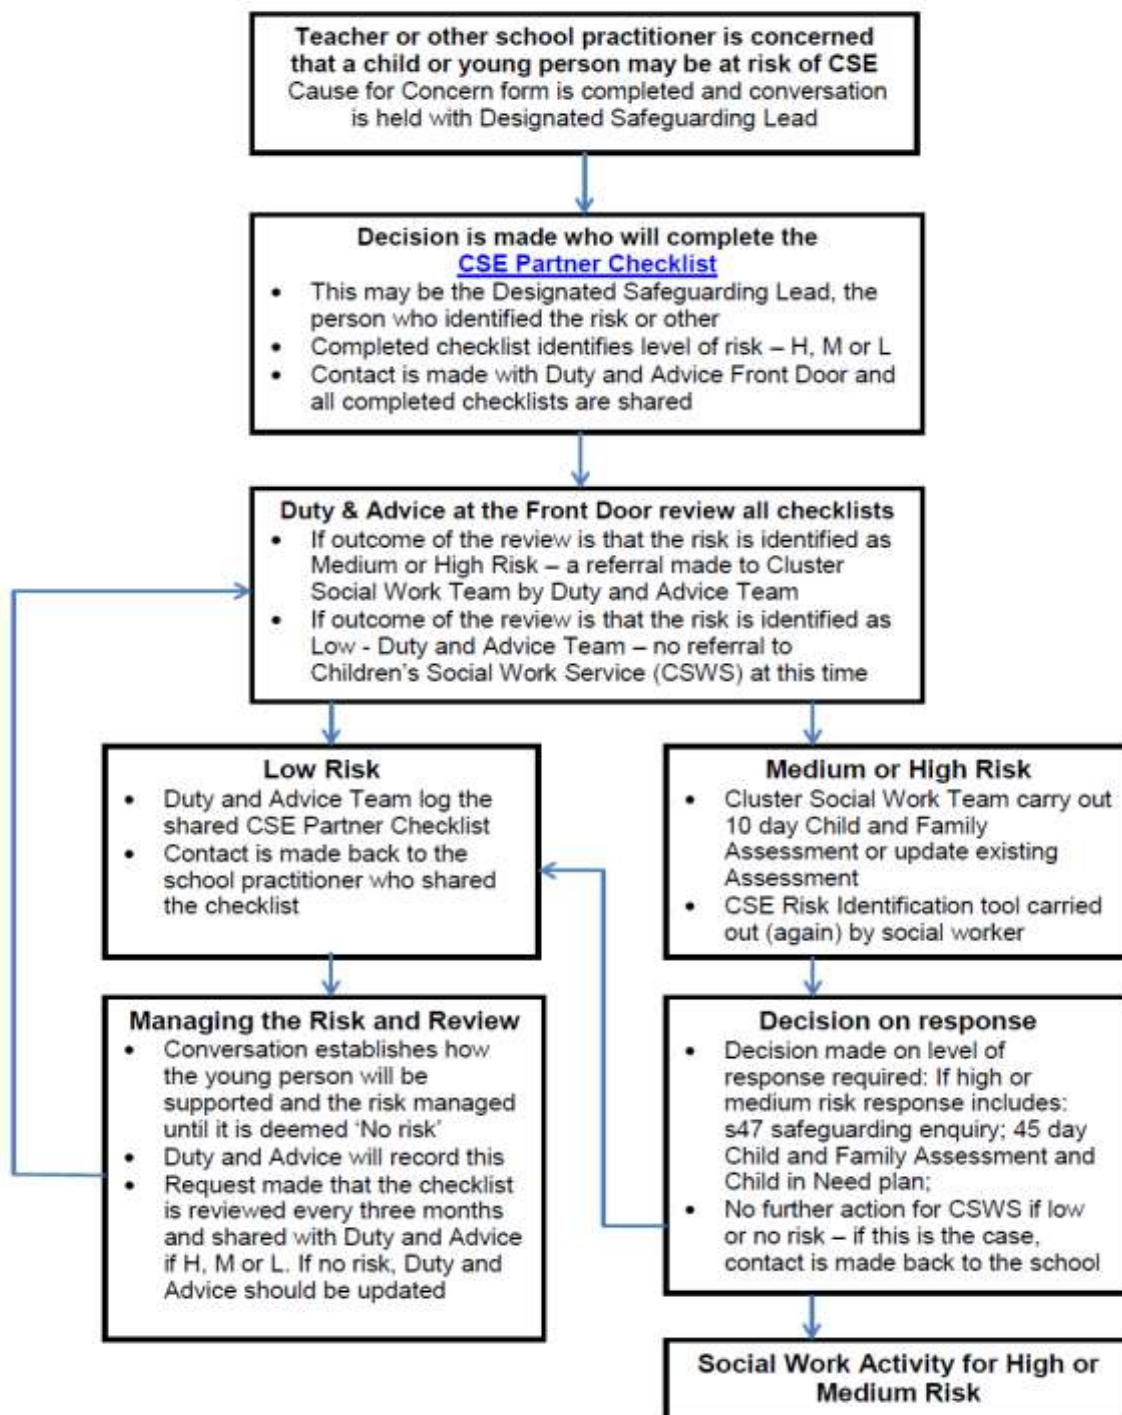 Teacher or other school practitioner is concerned
that a child or young person may be at risk of CSE
Cause for Concern form is completed and conversation
is held with Designated Safeguarding Lead
Decision is made who will complete the
CSE Partner Checklist
• This may be the Designated Safeguarding Lead, the
person who identified the risk or other
• Completed checklist identifies level of risk – H, M or L
• Contact is made with Duty and Advice Front Door and
all completed checklists are shared
Duty & Advice at the Front Door review all checklists
• If outcome of the review is that the risk is identified as
Medium or High Risk – a referral made to Cluster
Social Work Team by Duty and Advice Team
• If outcome of the review is that the risk is identified as
Low - Duty and Advice Team – no referral to
Children's Social Work Service (CSWS) at this time
Low Risk
• Duty and Advice Team log the
shared CSE Partner Checklist
• Contact is made back to the
school practitioner who shared
the checklist
Medium or High Risk
• Cluster Social Work Team carry out
10 day Child and Family
Assessment or update existing
Assessment
• CSE Risk Identification tool carried
out (again) by social worker
Managing the Risk and Review
• Conversation establishes how
the young person will be
supported and the risk managed
until it is deemed 'No risk'
• Duty and Advice will record this
• Request made that the checklist
is reviewed every three months
and shared with Duty and Advice
if H, M or L. If no risk, Duty and
Advice should be updated
Decision on response
• Decision made on level of
response required: If high or
medium risk response includes:
s47 safeguarding enquiry; 45 day
Child and Family Assessment and
Child in Need plan;
• No further action for CSWS if low
or no risk – if this is the case,
contact is made back to the school
Social Work Activity for High or
Medium Risk